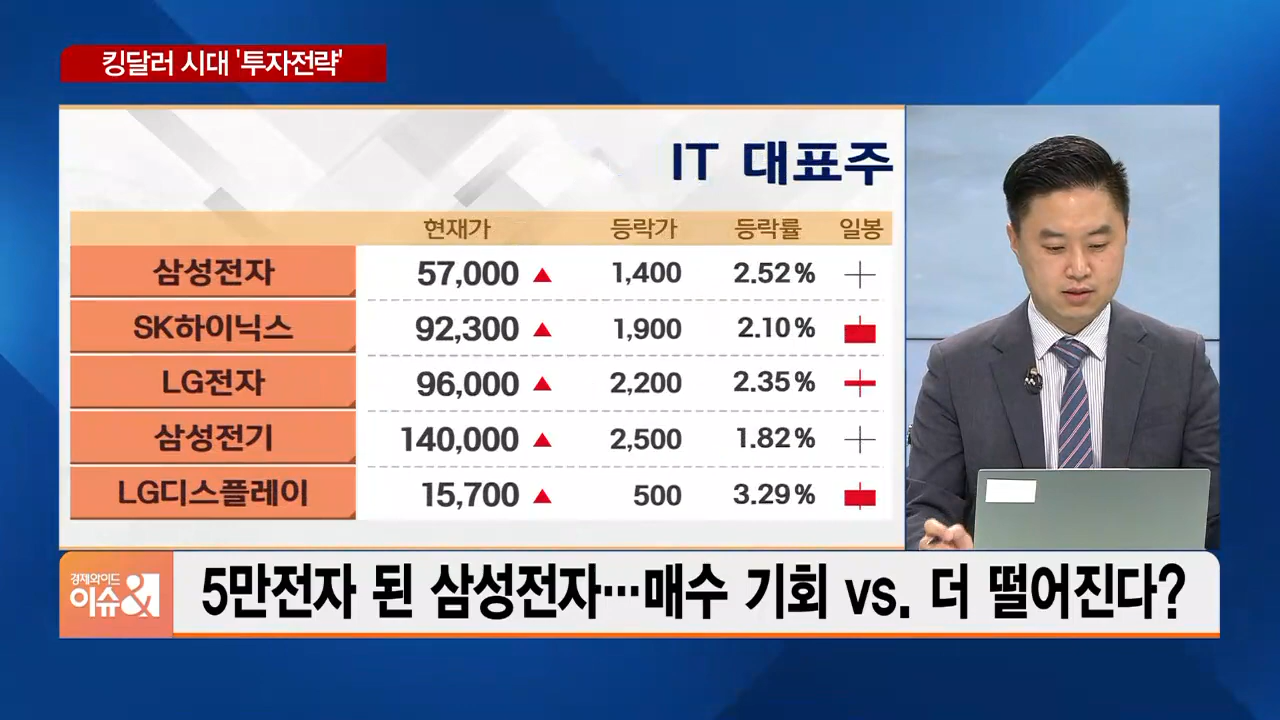 킹달러 시대 '투자전략'
IT 대표주
현재가 등락가 등락률 일봉
삼성전자 57,000 ▲ 1,400 2.52%
SK하이닉스 92,300 ▲ 1,900 2.10%
LG전자 96,000 ▲ 2,200 2.35%
삼성전기 140,000 ▲ 2,500 1.82%
LG디스플레이 15,700 ▲ 500 3.29%
경제와이드
이슈&
5만전자 된 삼성전자…매수 기회 vs. 더 떨어진다?